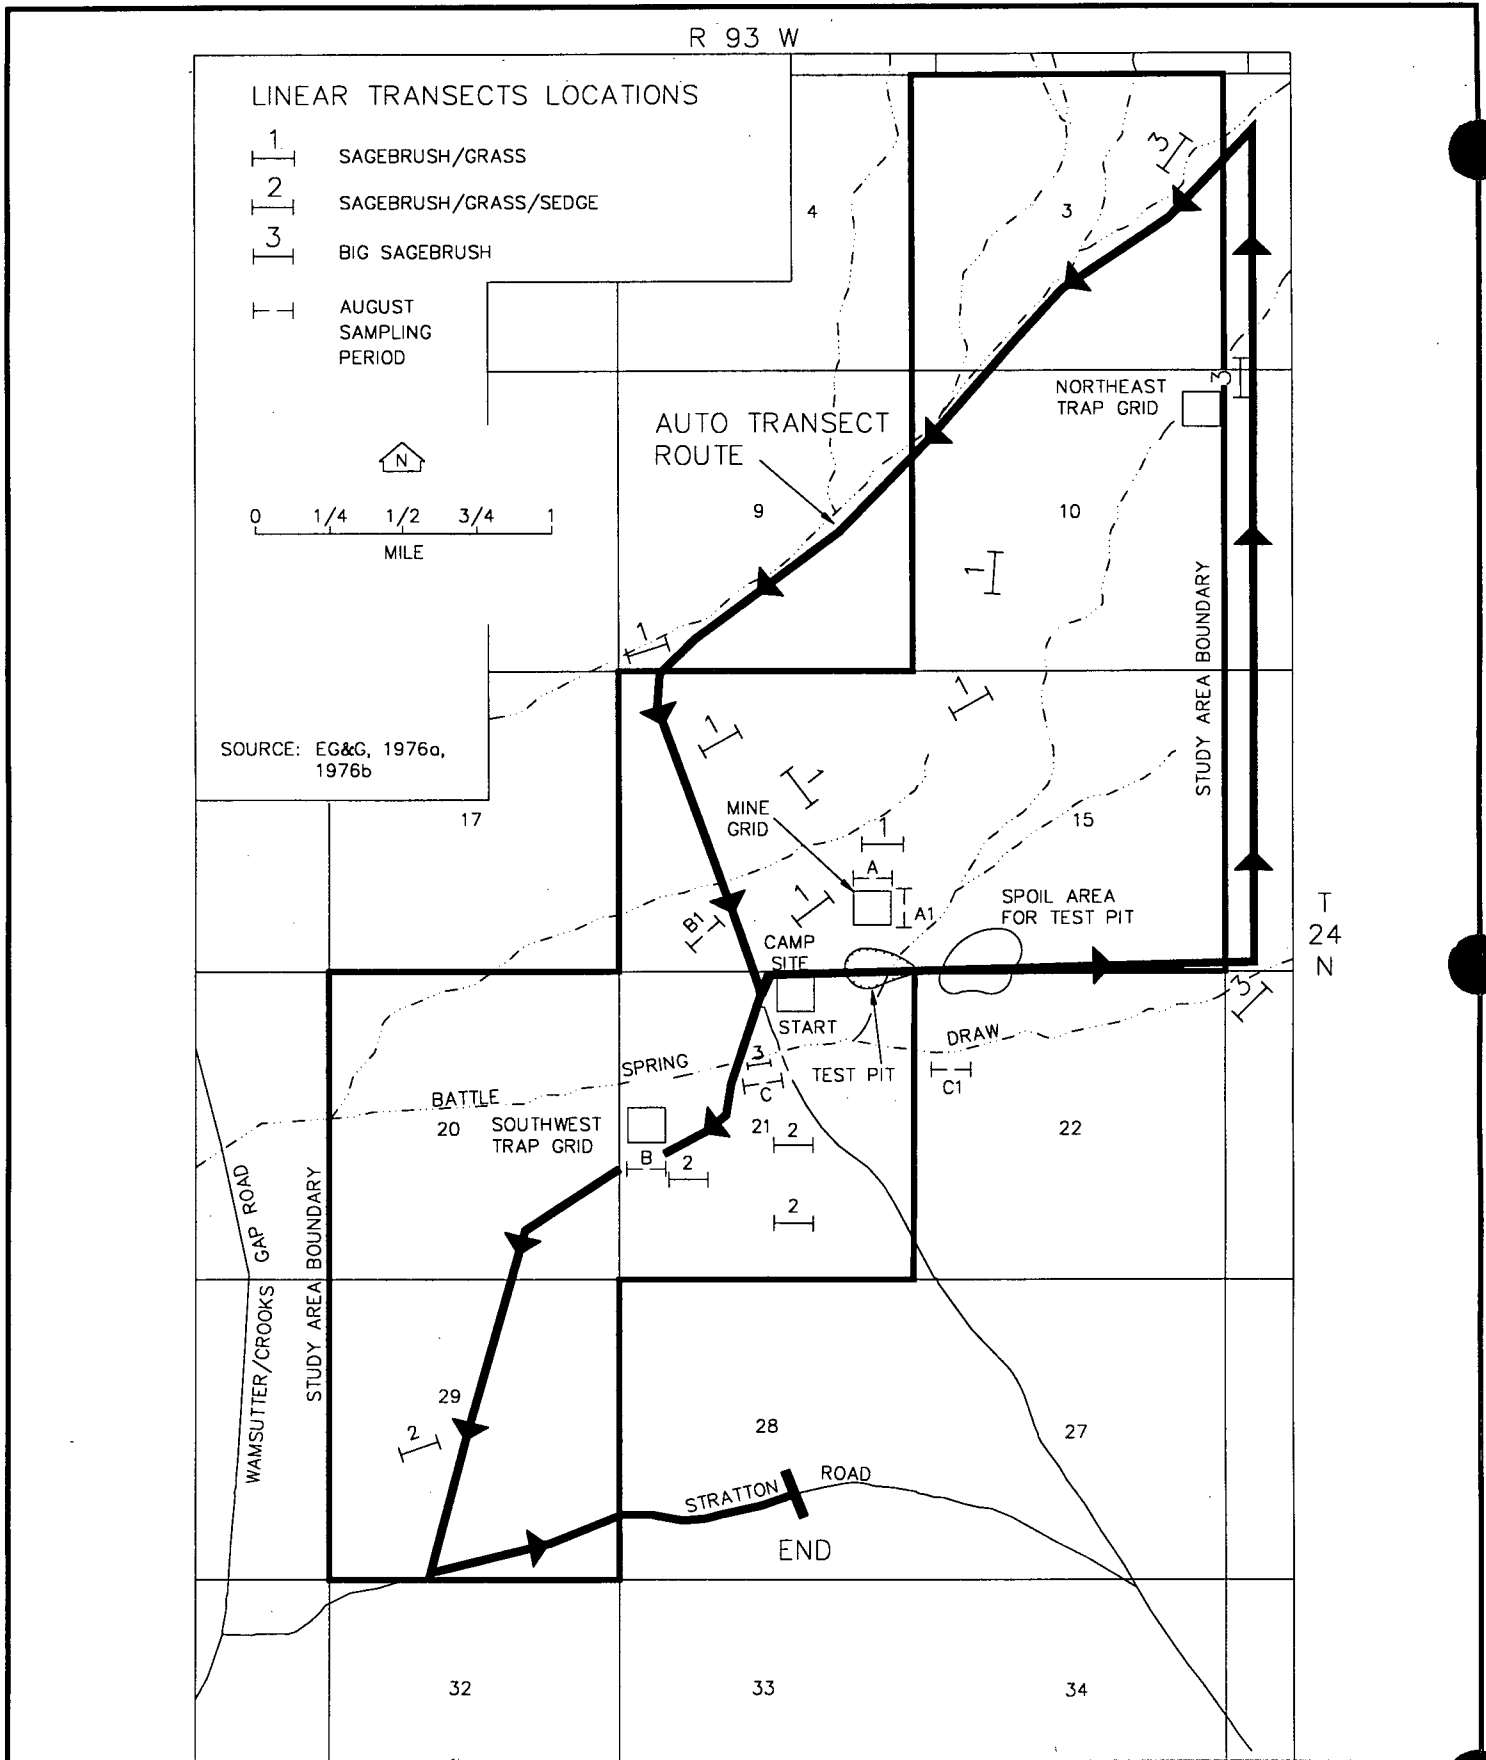 R 93 W
LINEAR TRANSECTS LOCATIONS
1
SAGEBRUSH/GRASS
2
SAGEBRUSH/GRASS/SEDGE
3
BIG SAGEBRUSH
AUGUST
SAMPLING
PERIOD
N
0 1/4 1/2 3/4 1
MILE
SOURCE: EG&G, 1976a,
1976b
4
3
3
NORTHEAST
TRAP GRID
3
AUTO TRANSECT
ROUTE
9
10
1
1
STUDY AREA BOUNDARY
1
1
1
17
MINE
GRID
1
15
A
A1
1
B1
SPOIL AREA
FOR TEST PIT
CAMP
SITE
T
24
N
3
START
DRAW
3
SPRING
TEST PIT
C
C1
BATTLE
20
SOUTHWEST
TRAP GRID
21
2
22
B
2
2
WAMSUTTER/CROOKS GAP ROAD
STUDY AREA BOUNDARY
29
2
28
27
STRATTON ROAD
END
32
33
34